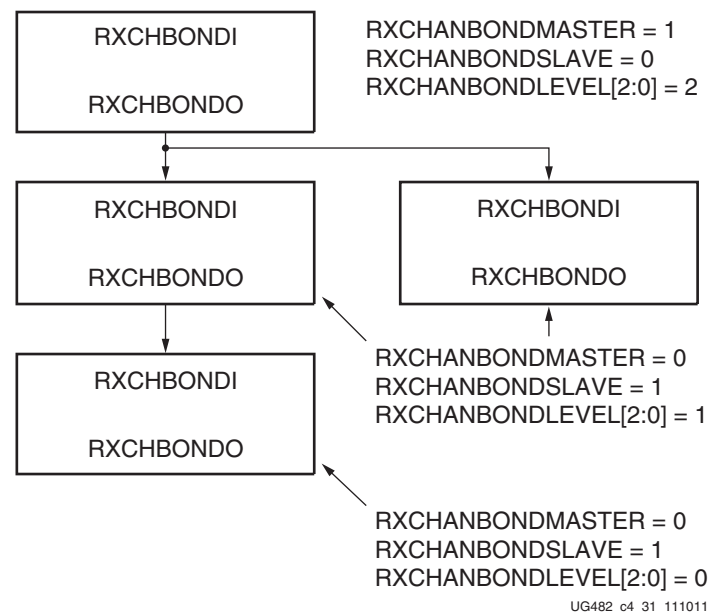 RXCHBONDI
RXCHBONDO
RXCHANBONDMASTER = 1
RXCHANBONDSLAVE = 0
RXCHANBONDLEVEL[2:0] = 2
RXCHBONDI
RXCHBONDO
RXCHBONDI
RXCHBONDO
RXCHANBONDMASTER = 0
RXCHANBONDSLAVE = 1
RXCHANBONDLEVEL[2:0] = 1
RXCHBONDI
RXCHBONDO
RXCHANBONDMASTER = 0
RXCHANBONDSLAVE = 1
RXCHANBONDLEVEL[2:0] = 0
UG482_c4_31_111011